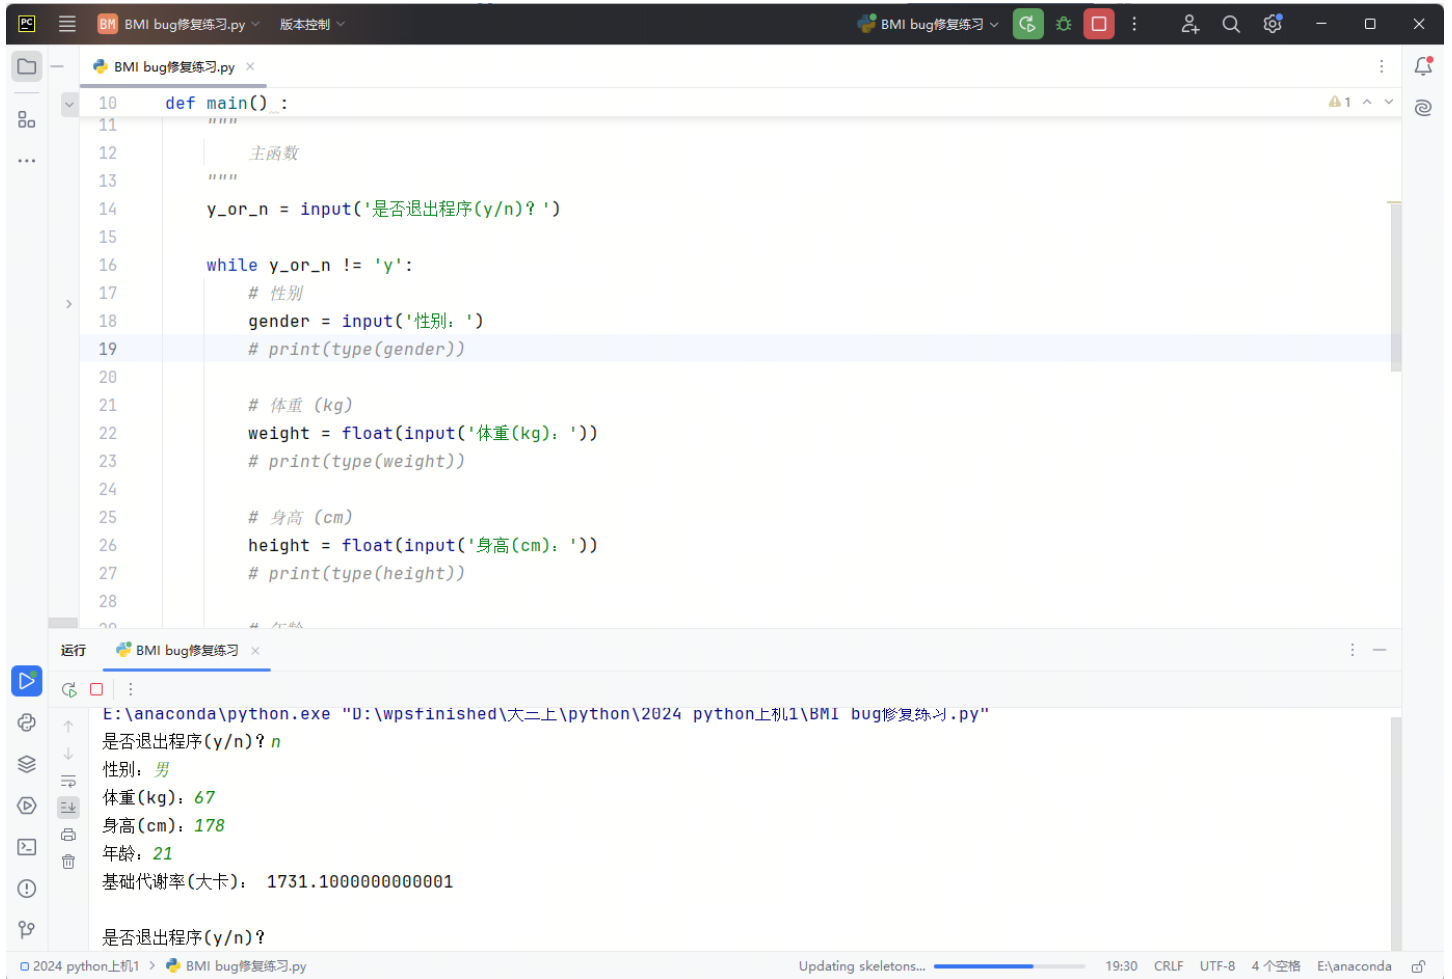 PC BM BMI bug修复练习.py 版本控制 BMI bug修复练习
BMI bug修复练习.py
10 def main() :
1
11 """
12 主函数
13 """
14 y_or_n = input('是否退出程序(y/n)？')
15
16 while y_or_n != 'y':
17 # 性别
18 gender = input('性别：')
19 # print(type(gender))
20
21 # 体重 (kg)
22 weight = float(input('体重(kg)：'))
23 # print(type(weight))
24
25 # 身高 (cm)
26 height = float(input('身高(cm)：'))
27 # print(type(height))
28
29 # 年龄
运行 BMI bug修复练习
E:\anaconda\python.exe "D:\wpsfinished\大三上\python\2024 python上机1\BMI bug修复练习.py"
是否退出程序(y/n)？n
性别：男
体重(kg)：67
身高(cm)：178
年龄：21
基础代谢率(大卡)： 1731.1000000000001
是否退出程序(y/n)？
2024 python上机1 > BMI bug修复练习.py Updating skeletons... 19:30 CRLF UTF-8 4 个空格 E:\anaconda